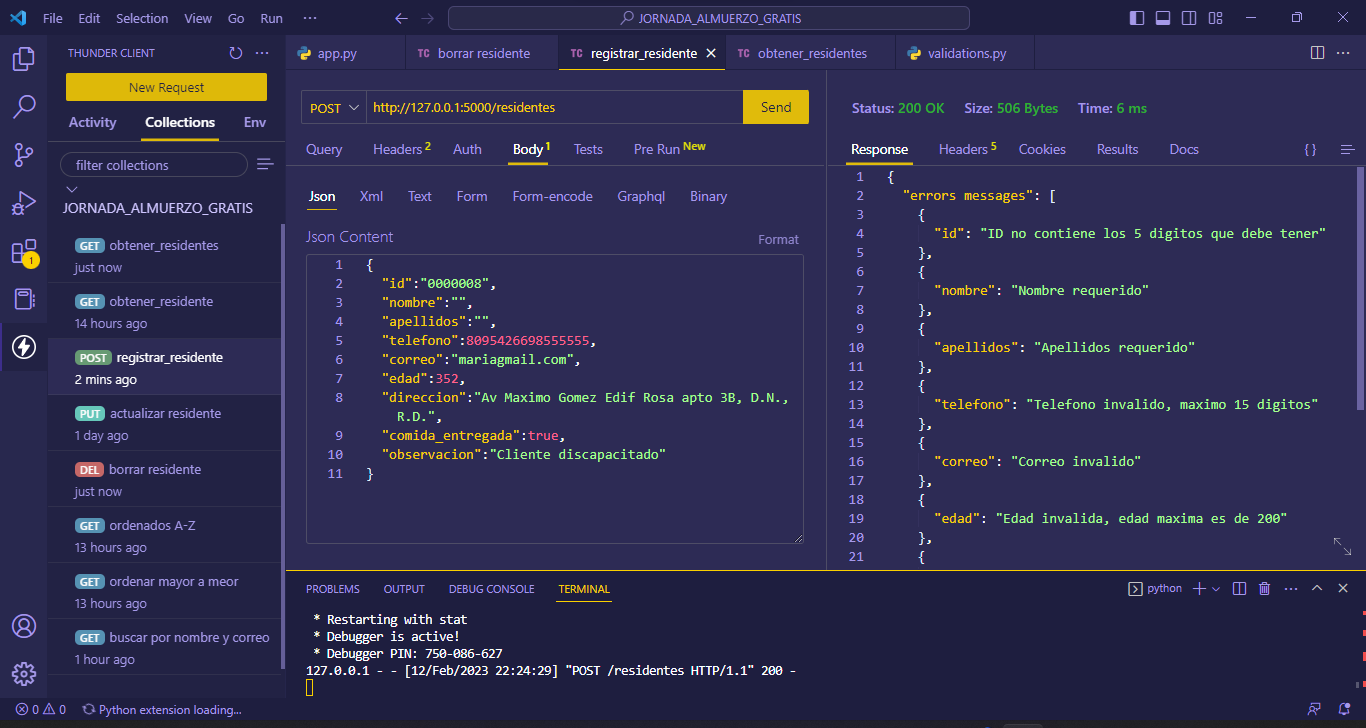 File Edit Selection View Go Run ··· JORNADA_ALMUERZO_GRATIS
THUNDER CLIENT
New Request
Activity Collections Env
filter collections
JORNADA_ALMUERZO_GRATIS
GET obtener_residentes
just now
GET obtener_residente
14 hours ago
POST registrar_residente
2 mins ago
PUT actualizar residente
1 day ago
DEL borrar residente
just now
GET ordenados A-Z
13 hours ago
GET ordenar mayor a meor
13 hours ago
GET buscar por nombre y correo
1 hour ago
1
app.py TC borrar residente TC registrar_residente TC obtener_residentes validations.py
POST http://127.0.0.1:5000/residentes Send
Query Headers 2 Auth Body 1 Tests Pre Run New
Json Xml Text Form Form-encode Graphql Binary
Json Content Format
1 {
2 "id":"0000008",
3 "nombre":"",
4 "apellidos":"",
5 "telefono":8095426698555555,
6 "correo":"mariagmail.com",
7 "edad":352,
8 "direccion":"Av Maximo Gomez Edif Rosa apto 3B, D.N.,
R.D.",
9 "comida_entregada":true,
10 "observacion":"Cliente discapacitado"
11 }
Status: 200 OK Size: 506 Bytes Time: 6 ms
Response Headers 5 Cookies Results Docs {}
1 {
2 "errors messages": [
3 {
4 "id": "ID no contiene los 5 digitos que debe tener"
5 },
6 {
7 "nombre": "Nombre requerido"
8 },
9 {
10 "apellidos": "Apellidos requerido"
11 },
12 {
13 "telefono": "Telefono invalido, maximo 15 digitos"
14 },
15 {
16 "correo": "Correo invalido"
17 },
18 {
19 "edad": "Edad invalida, edad maxima es de 200"
20 },
21 {
PROBLEMS OUTPUT DEBUG CONSOLE TERMINAL python
* Restarting with stat
* Debugger is active!
* Debugger PIN: 750-086-627
127.0.0.1 - - [12/Feb/2023 22:24:29] "POST /residentes HTTP/1.1" 200 -
0 0 Python extension loading...